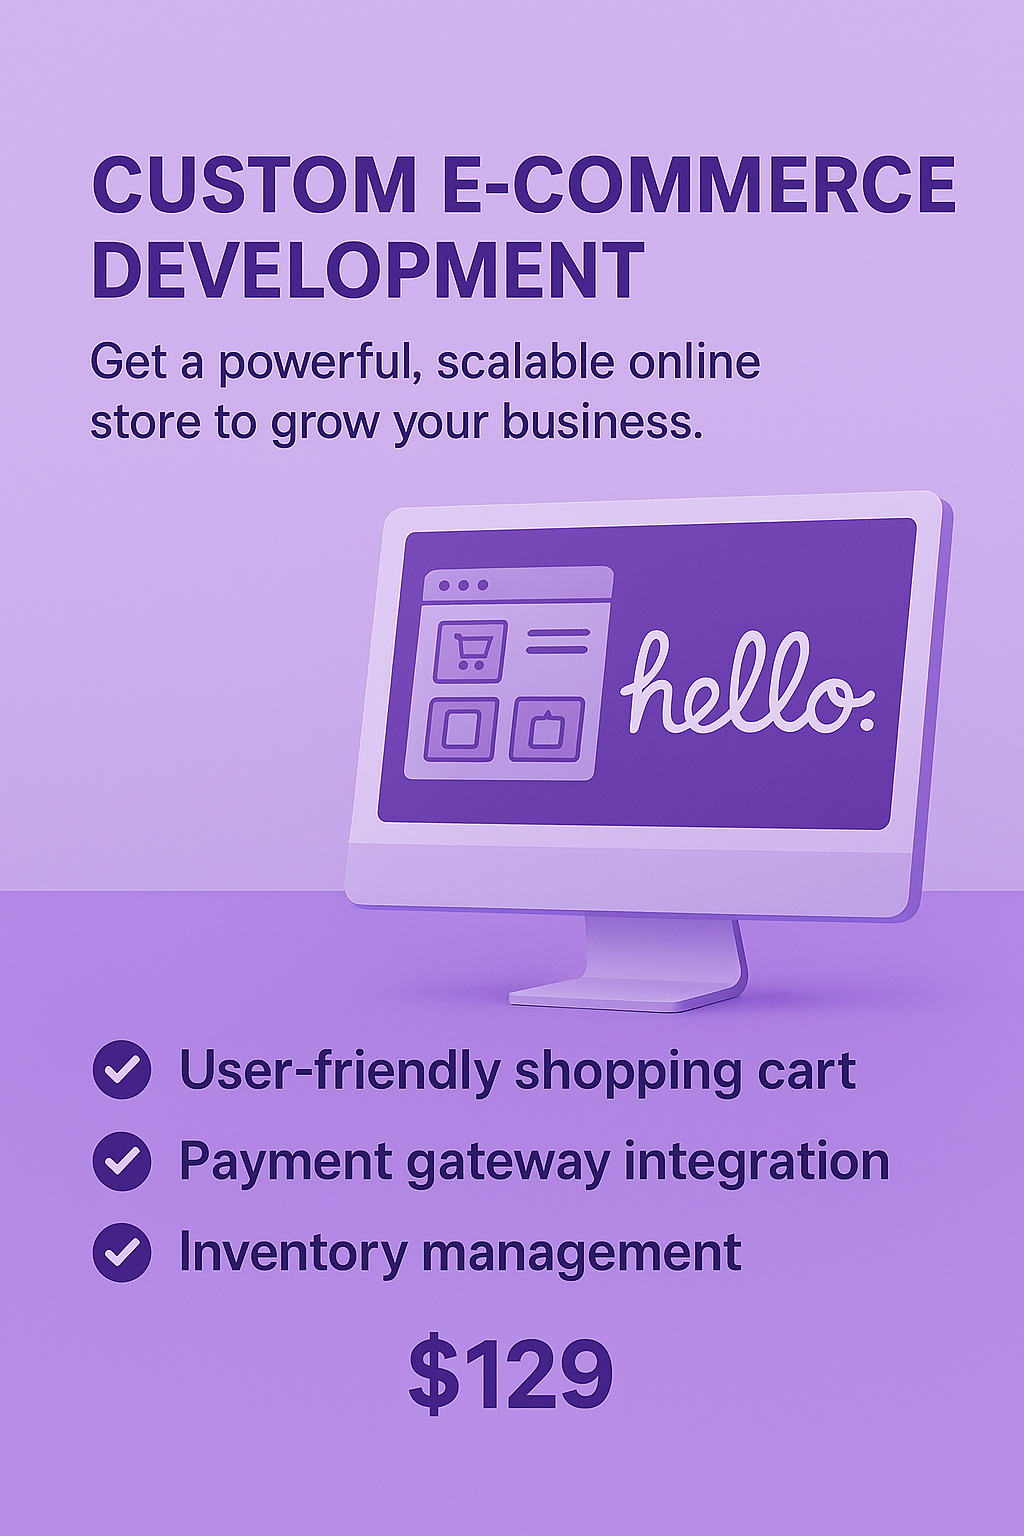 CUSTOM E-COMMERCE
DEVELOPMENT
Get a powerful, scalable online
store to grow your business.
hello.
User-friendly shopping cart
Payment gateway integration
Inventory management
$129